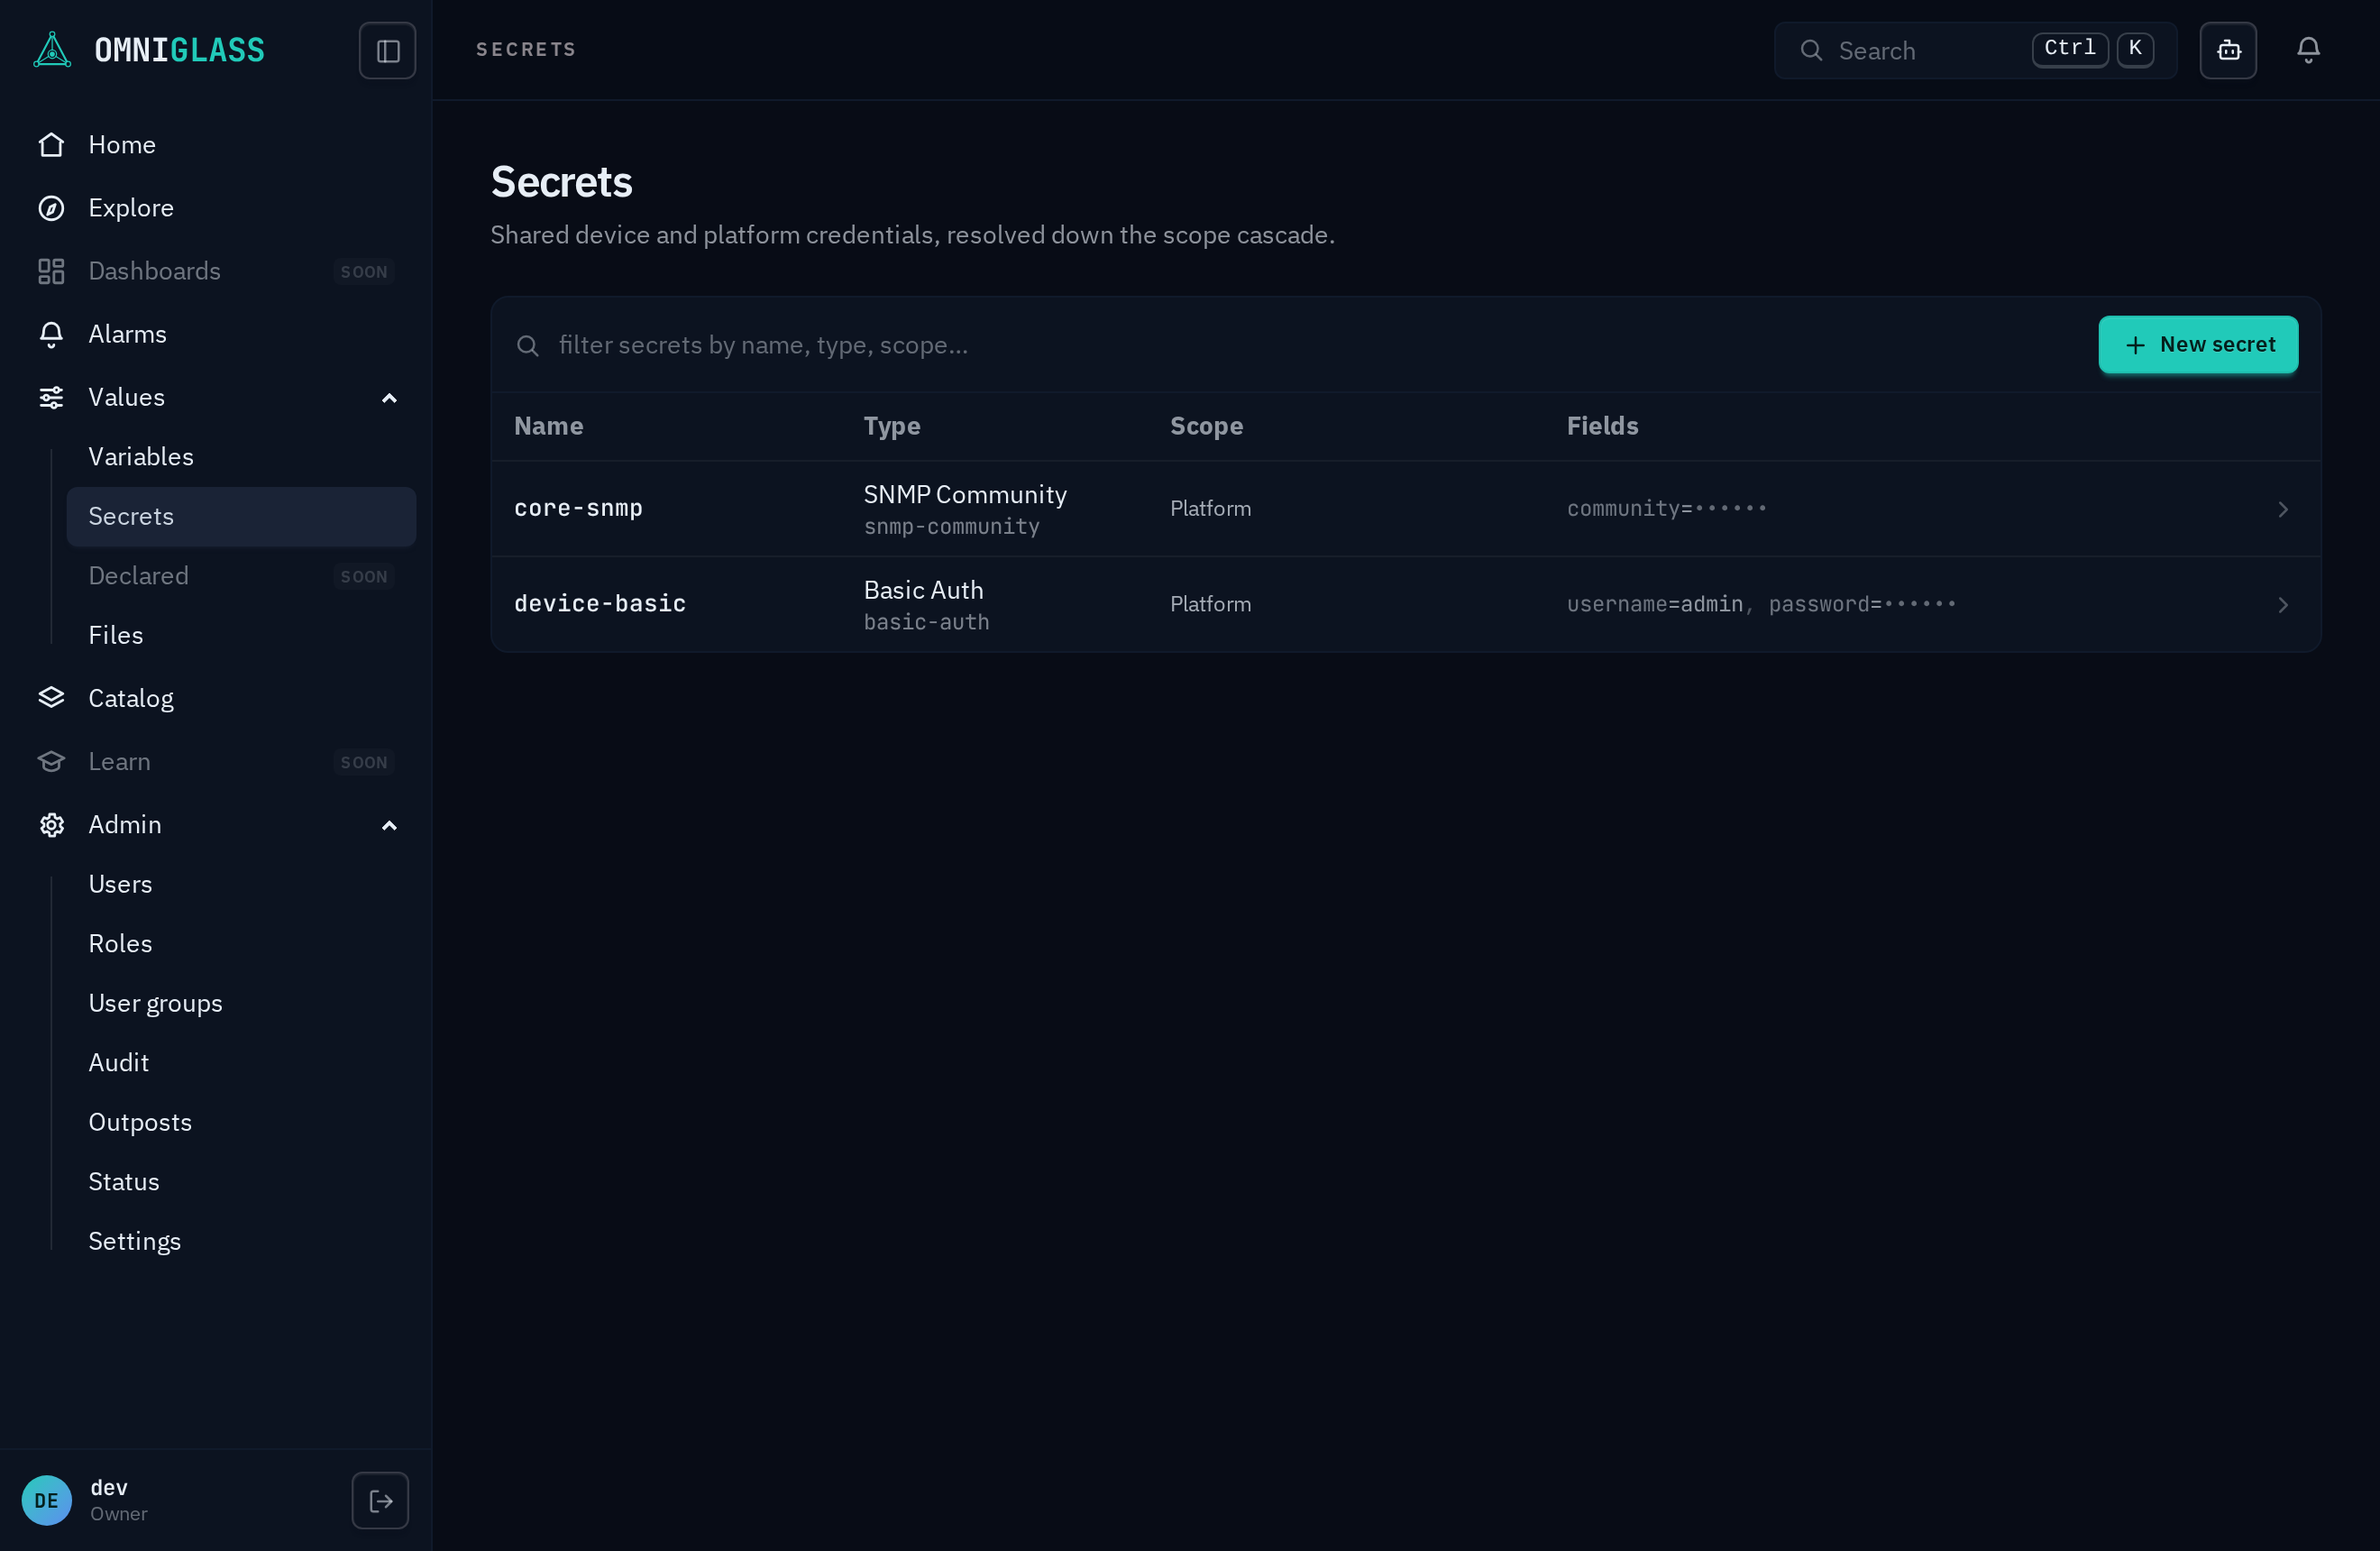 OMNIGLASS
SECRETS
Search Ctrl K
Home
Explore
Dashboards SOON
Alarms
Values
Variables
Secrets
Declared SOON
Files
Catalog
Learn SOON
Admin
Users
Roles
User groups
Audit
Outposts
Status
Settings
DE
dev
Owner
Secrets
Shared device and platform credentials, resolved down the scope cascade.
filter secrets by name, type, scope...
New secret
Name Type Scope Fields
core-snmp SNMP Community snmp-community Platform community=••••••
device-basic Basic Auth basic-auth Platform username=admin, password=••••••